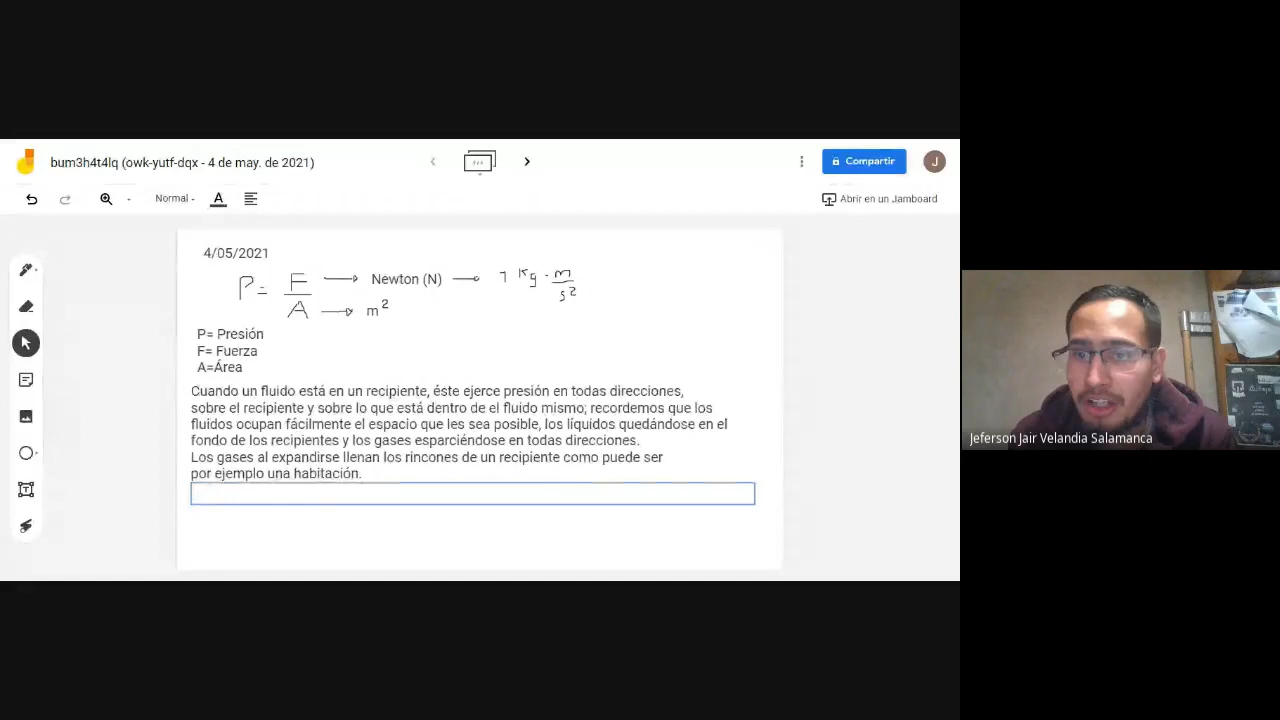 bum3h4t4lq (owk-yutf-dqx - 4 de may. de 2021)
Compartir
J
Normal
A
Abrir en un Jamboard
4/05/2021
P= F/A
Newton (N)
1 Kg · m/s²
m²
P= Presión
F= Fuerza
A=Área
Cuando un fluido está en un recipiente, éste ejerce presión en todas direcciones,
sobre el recipiente y sobre lo que está dentro de el fluido mismo; recordemos que los
fluidos ocupan fácilmente el espacio que les sea posible, los líquidos quedándose en el
fondo de los recipientes y los gases esparciéndose en todas direcciones.
Los gases al expandirse llenan los rincones de un recipiente como puede ser
por ejemplo una habitación.
Jeferson Jair Velandia Salamanca